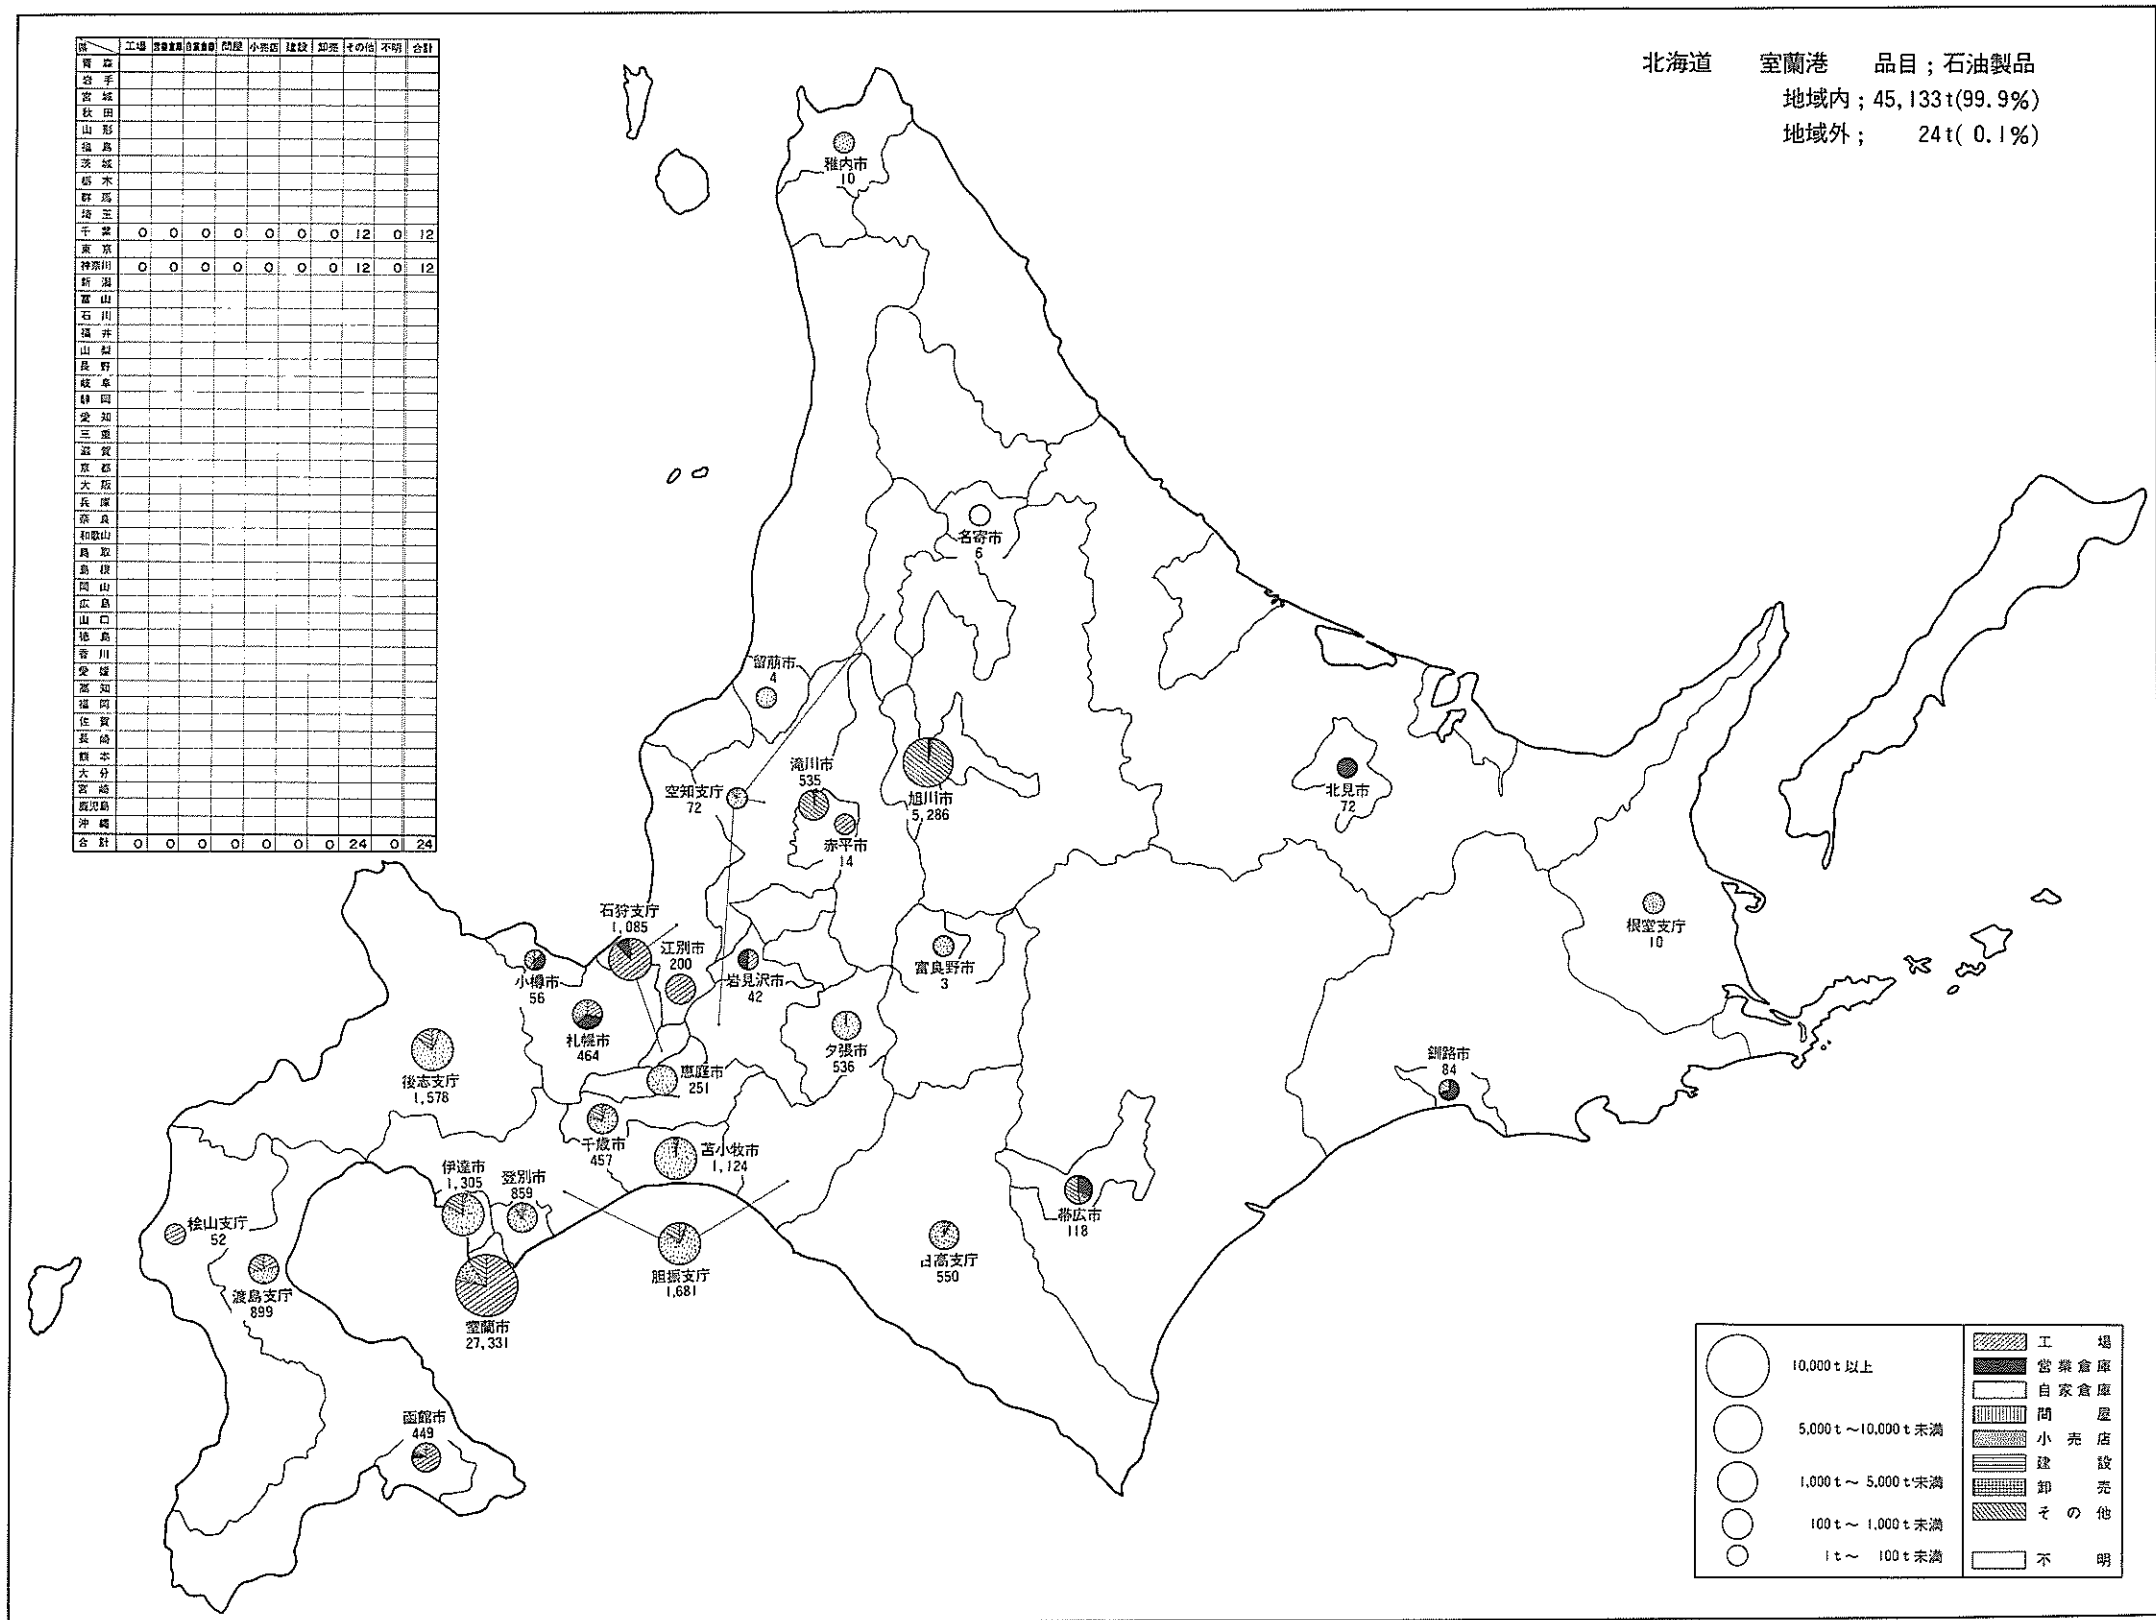 北海道 室蘭港 品目；石油製品
地域内；45,133t(99.9%)
地域外； 24t( 0.1%)
県 工場 営業倉庫 自家倉庫 問屋 小売店 建設 卸売 その他 不明 合計
青森
岩手
宮城
秋田
山形
福島
茨城
栃木
群馬
埼玉
千葉 0 0 0 0 0 0 0 12 0 12
東京
神奈川 0 0 0 0 0 0 0 12 0 12
新潟
富山
石川
福井
山梨
長野
岐阜
静岡
愛知
三重
滋賀
京都
大阪
兵庫
奈良
和歌山
鳥取
島根
岡山
広島
山口
徳島
香川
愛媛
高知
福岡
佐賀
長崎
熊本
大分
宮崎
鹿児島
沖縄
合計 0 0 0 0 0 0 0 24 0 24
稚内市
10
名寄市
6
留萌市
4
滝川市
535
空知支庁
72
旭川市
5,286
赤平市
14
北見市
72
石狩支庁
1,085
江別市
200
小樽市
56
岩見沢市
42
富良野市
3
根室支庁
10
札幌市
464
後志支庁
1,578
夕張市
536
恵庭市
251
釧路市
84
千歳市
457
苫小牧市
1,124
伊達市
1,305
登別市
859
桧山支庁
52
渡島支庁
899
胆振支庁
1,681
日高支庁
550
帯広市
118
室蘭市
27,331
函館市
449
10,000t以上
5,000t～10,000t未満
1,000t～ 5,000t未満
100t～ 1,000t未満
1t～ 100t未満
工場
営業倉庫
自家倉庫
問屋
小売店
建設
卸売
その他
不明